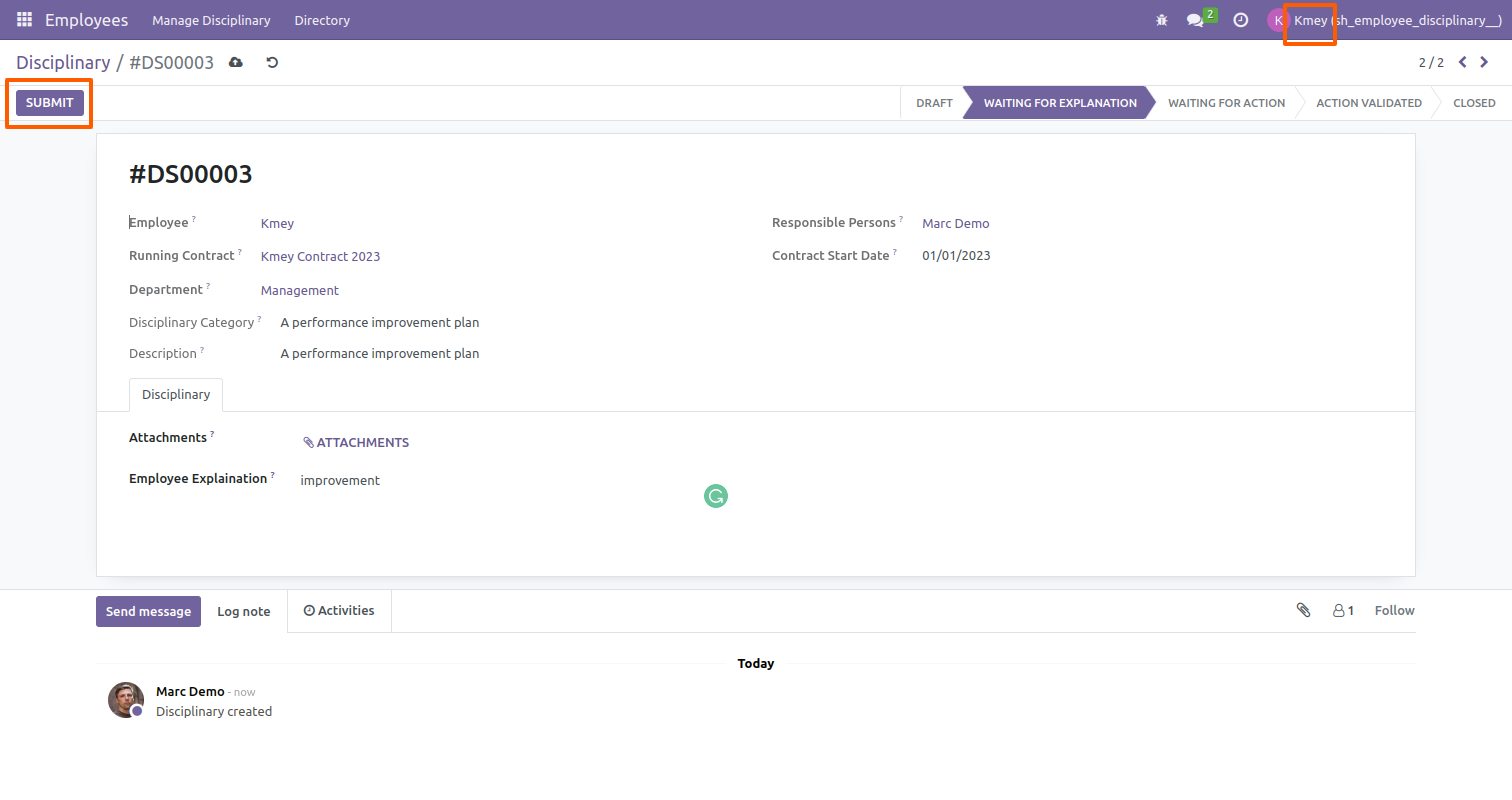 Employees Manage Disciplinary Directory 2 K Kmey (sh_employee_disciplinary__)
Disciplinary / #DS00003 2 / 2
SUBMIT DRAFT WAITING FOR EXPLANATION WAITING FOR ACTION ACTION VALIDATED CLOSED
#DS00003
Employee ? Kmey Responsible Persons ? Marc Demo
Running Contract ? Kmey Contract 2023 Contract Start Date ? 01/01/2023
Department ? Management
Disciplinary Category ? A performance improvement plan
Description ? A performance improvement plan
Disciplinary
Attachments ? ATTACHMENTS
Employee Explaination ? improvement
Send message Log note Activities 1 Follow
Today
Marc Demo - now
Disciplinary created